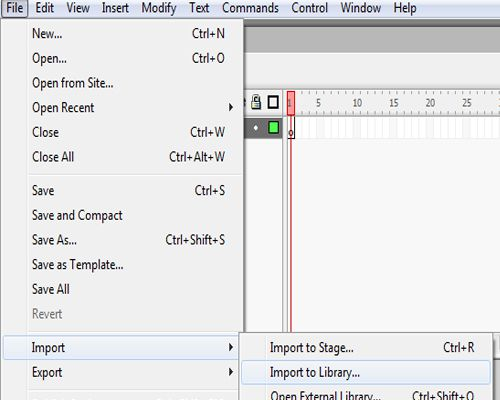 File Edit View Insert Modify Text Commands Control Window Help
New... Ctrl+N
Open... Ctrl+O
Open from Site...
Open Recent
Close Ctrl+W
Close All Ctrl+Alt+W
Save Ctrl+S
Save and Compact
Save As... Ctrl+Shift+S
Save as Template...
Save All
Revert
Import
Export
1 5 10 15 20 25
Import to Stage... Ctrl+R
Import to Library...
Open External Library... Ctrl+Shift+O